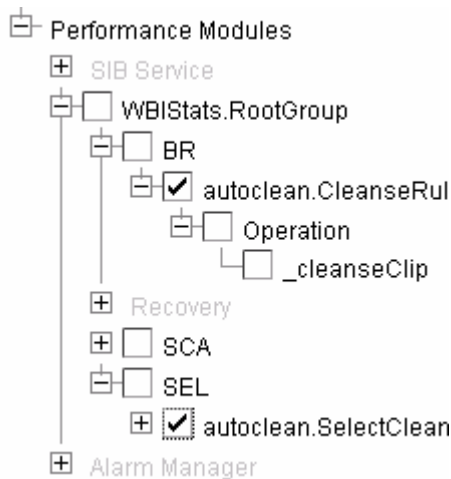 Performance Modules
SIB Service
WBIStats.RootGroup
BR
autoclean.CleanseRul
Operation
_cleanseClip
Recovery
SCA
SEL
autoclean.SelectClean
Alarm Manager